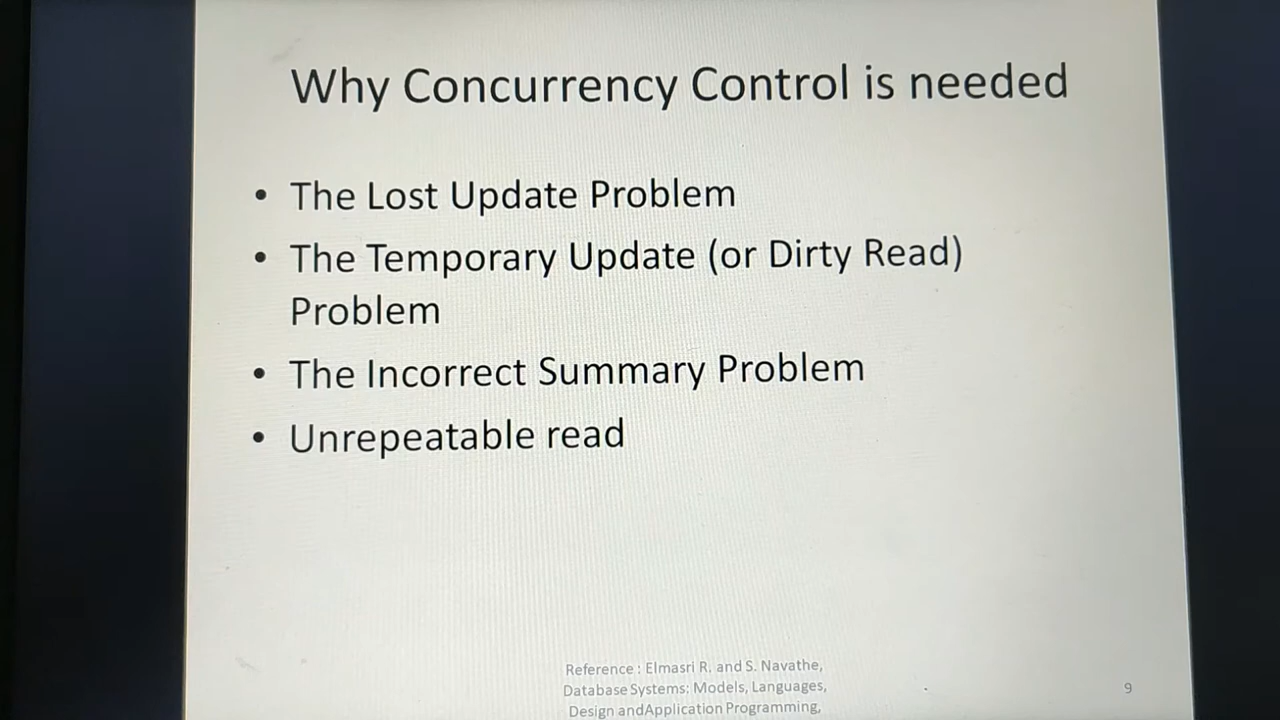 Why Concurrency Control is needed
• The Lost Update Problem
• The Temporary Update (or Dirty Read)
Problem
• The Incorrect Summary Problem
• Unrepeatable read
Reference : Elmasri R. and S. Navathe,
Database Systems: Models, Languages,
Design andApplication Programming,
9